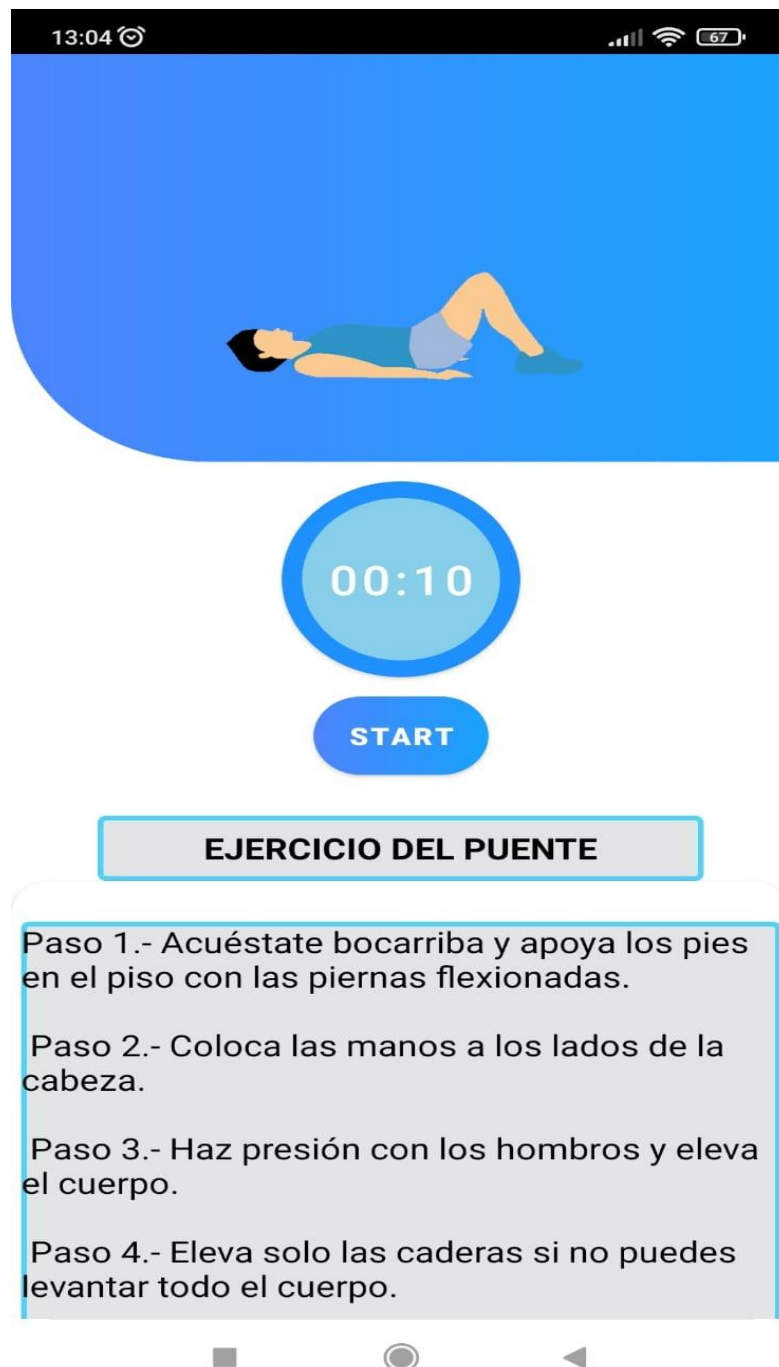 13:04
67
00:10
START
EJERCICIO DEL PUENTE
Paso 1.- Acuéstate bocarriba y apoya los pies
en el piso con las piernas flexionadas.
Paso 2.- Coloca las manos a los lados de la
cabeza.
Paso 3.- Haz presión con los hombros y eleva
el cuerpo.
Paso 4.- Eleva solo las caderas si no puedes
levantar todo el cuerpo.